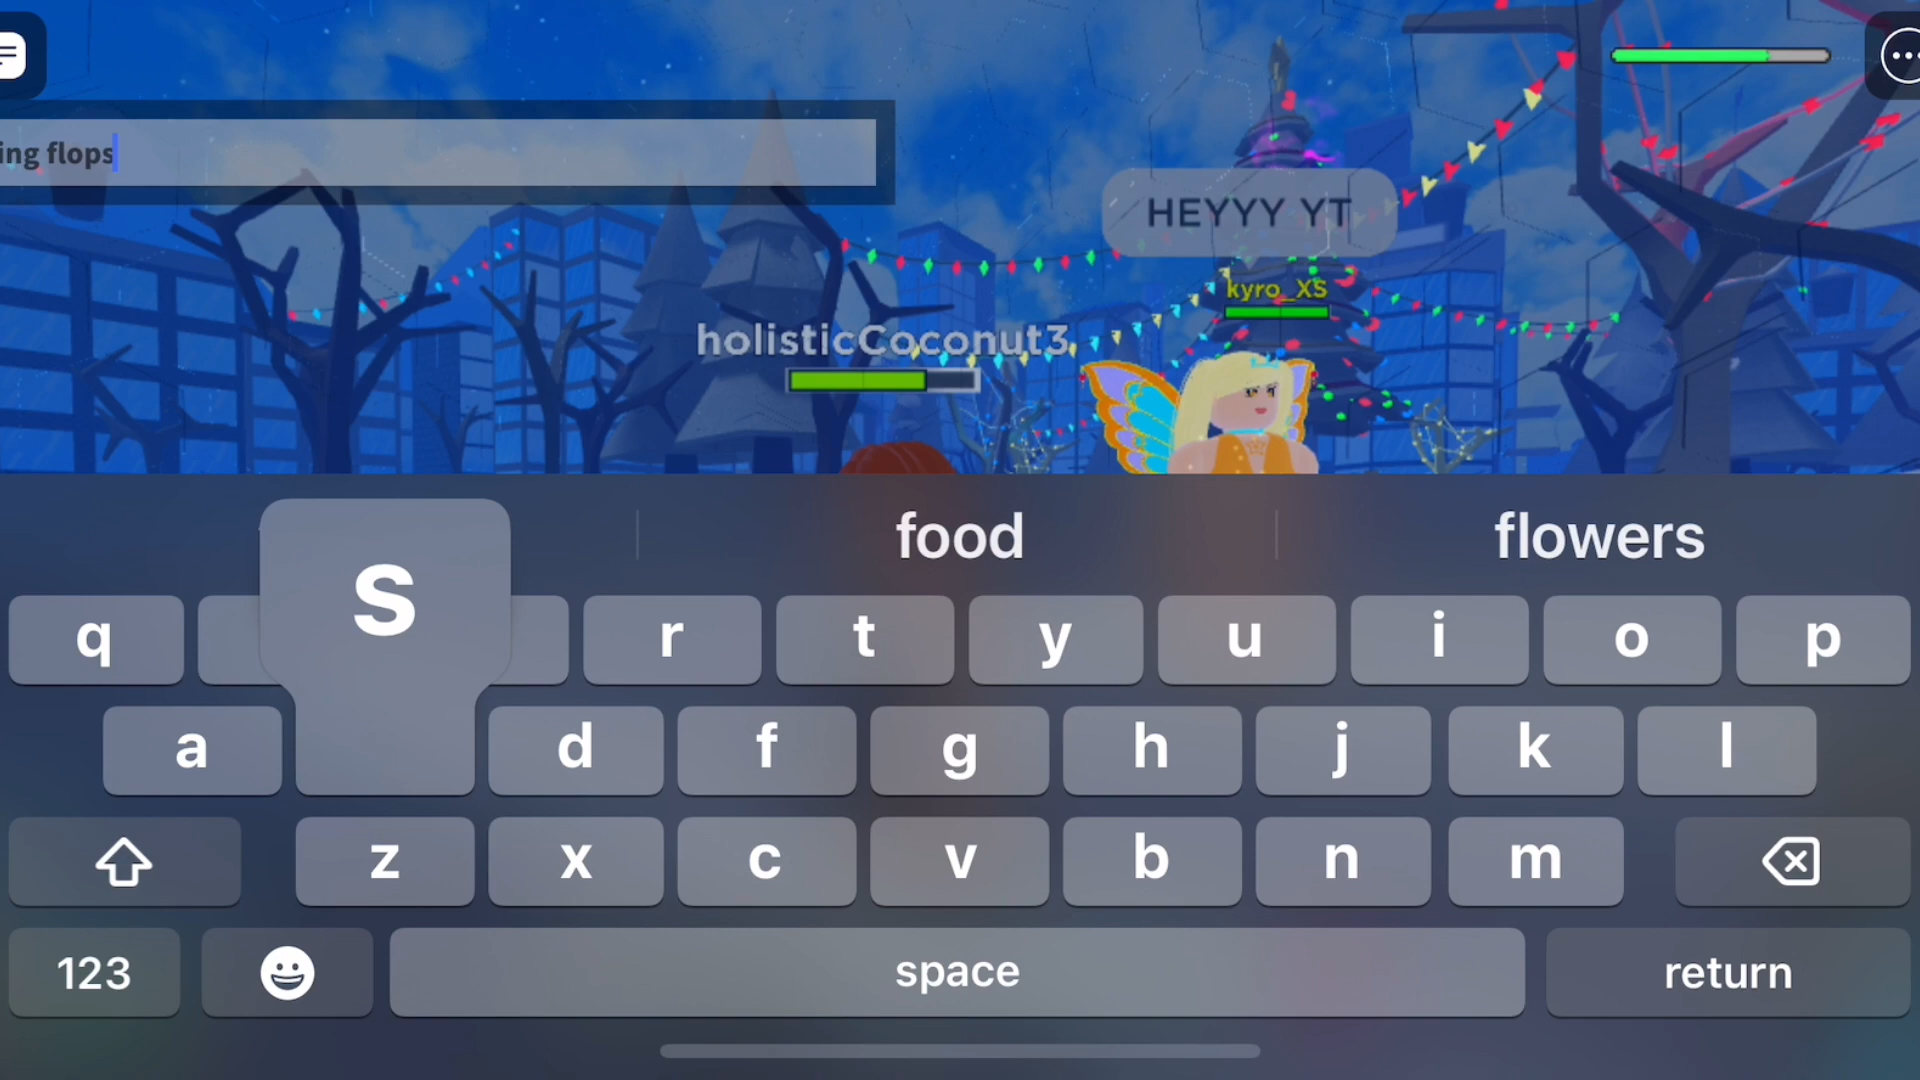 ing flops
HEYYY YT
kyro_XS
holisticCoconut3
food
flowers
s
q r t y u i o p
a d f g h j k l
z x c v b n m
123 space return